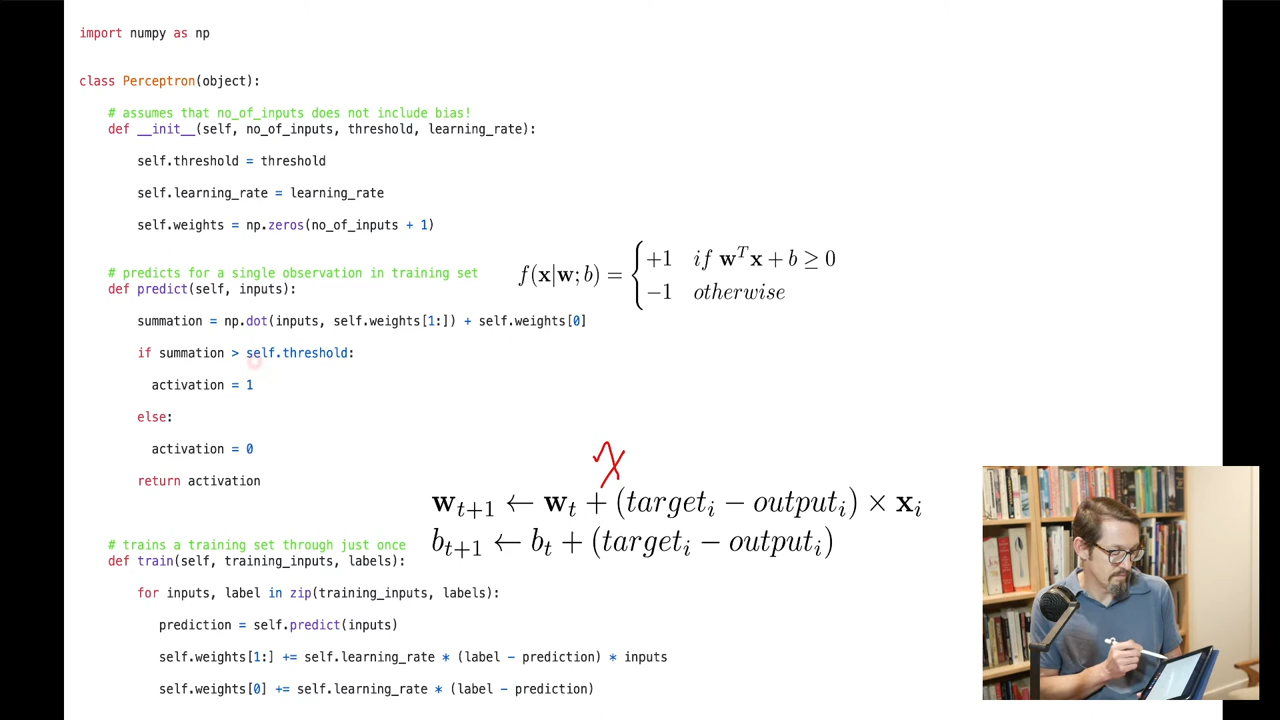 import numpy as np
class Perceptron(object):
# assumes that no_of_inputs does not include bias!
def __init__(self, no_of_inputs, threshold, learning_rate):
self.threshold = threshold
self.learning_rate = learning_rate
self.weights = np.zeros(no_of_inputs + 1)
# predicts for a single observation in training set
def predict(self, inputs):
f(x|w; b) = { +1 if wᵀx + b ≥ 0
−1 otherwise
summation = np.dot(inputs, self.weights[1:]) + self.weights[0]
if summation > self.threshold:
activation = 1
else:
activation = 0
return activation
w_{t+1} ← w_t + (target_i − output_i) × x_i
b_{t+1} ← b_t + (target_i − output_i)
# trains a training set through just once
def train(self, training_inputs, labels):
for inputs, label in zip(training_inputs, labels):
prediction = self.predict(inputs)
self.weights[1:] += self.learning_rate * (label − prediction) * inputs
self.weights[0] += self.learning_rate * (label − prediction)